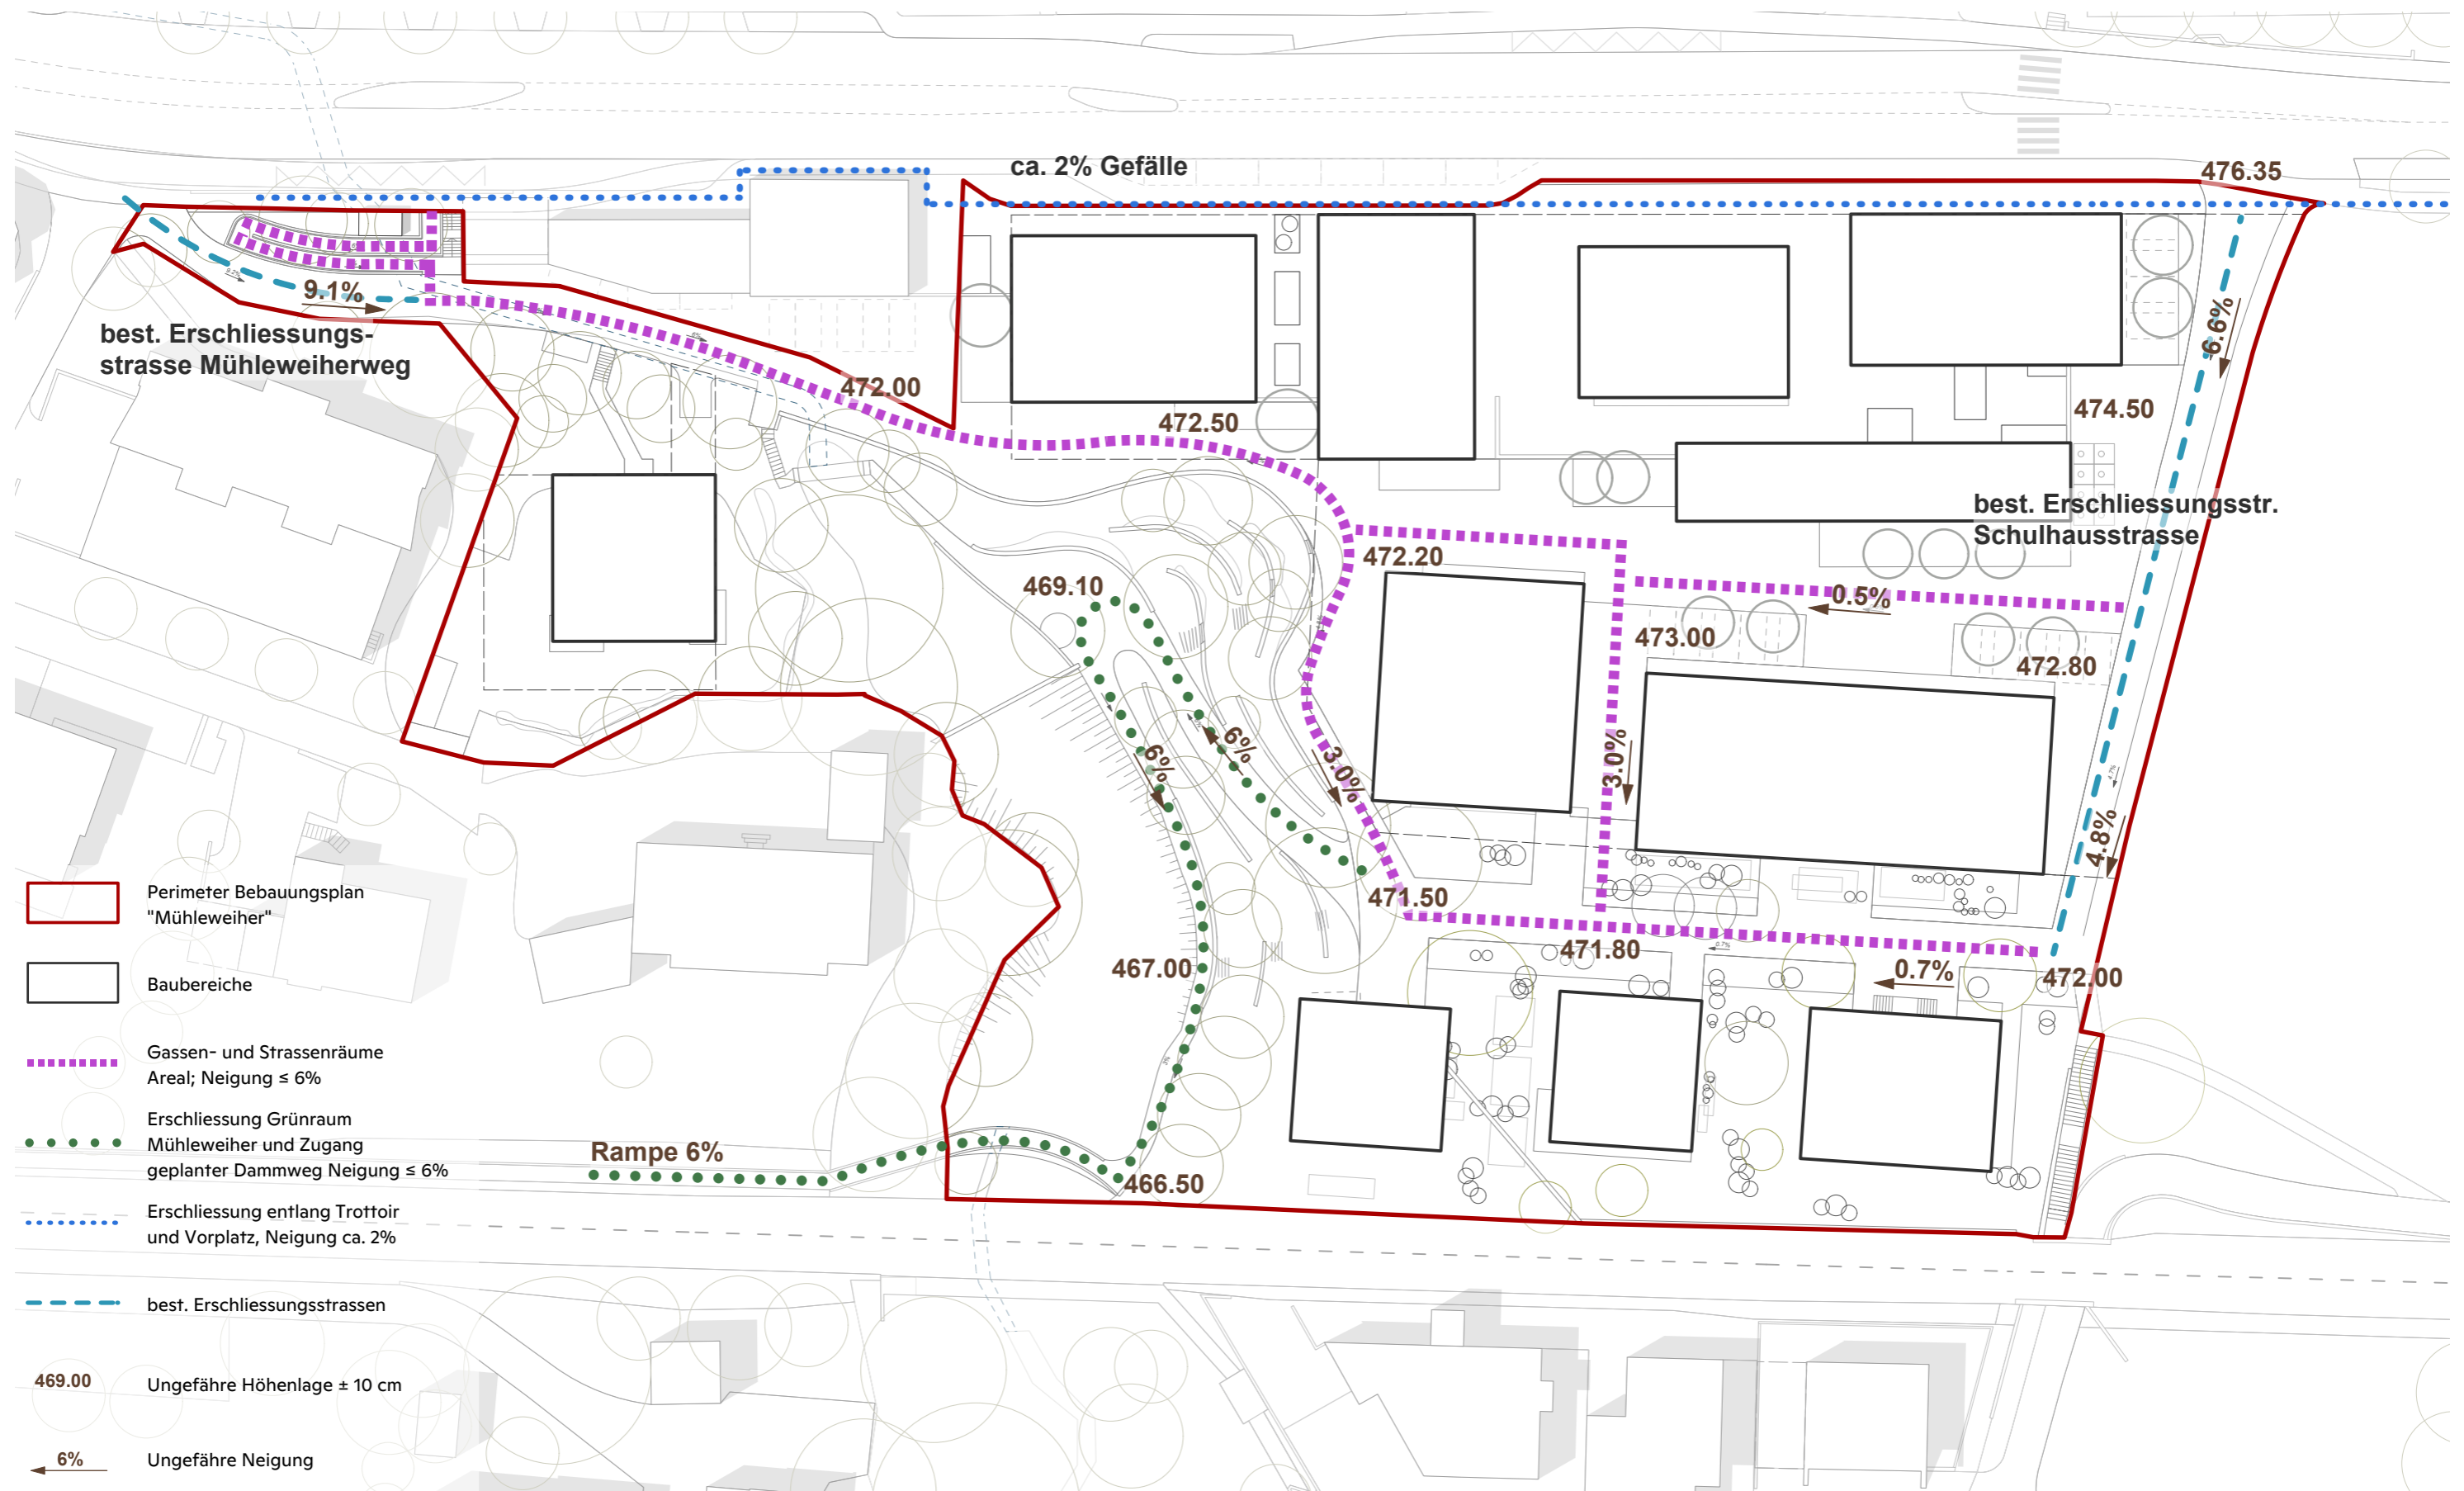 ca. 2% Gefälle
476.35
9.1%
best. Erschliessungs-
strasse Mühleweiherweg
6.6%
472.00
472.50
474.50
best. Erschliessungsstr.
Schulhausstrasse
472.20
469.10
0.5%
473.00
472.80
6%
6%
3.0%
3.0%
4.8%
471.50
471.80
467.00
0.7%
472.00
Rampe 6%
466.50
Perimeter Bebauungsplan
"Mühleweiher"
Baubereiche
Gassen- und Strassenräume
Areal; Neigung ≤ 6%
Erschliessung Grünraum
Mühleweiher und Zugang
geplanter Dammweg Neigung ≤ 6%
Erschliessung entlang Trottoir
und Vorplatz, Neigung ca. 2%
best. Erschliessungsstrassen
469.00
Ungefähre Höhenlage ± 10 cm
6%
Ungefähre Neigung